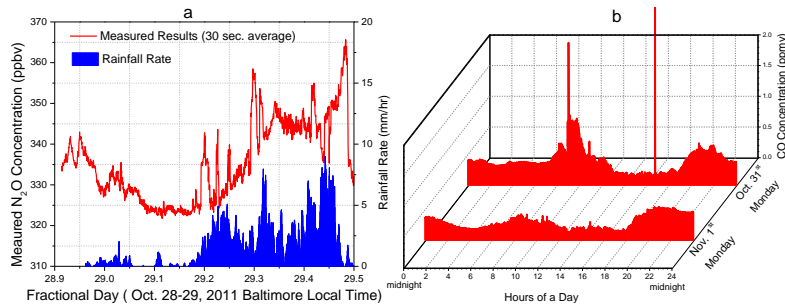 a
Measured Results (30 sec. average)
Rainfall Rate
Measured N2O Concentration (ppbv)
370
360
350
340
330
320
310
20
15
10
5
0
Rainfall Rate (mm/hr)
28.9
29.0
29.1
29.2
29.3
29.4
29.5
Fractional Day ( Oct. 28-29, 2011 Baltimore Local Time)
b
2.0
1.5
1.0
0.5
0.0
CO Concentration (ppmv)
Oct. 31st
Monday
Nov. 1st
Monday
0
2
4
6
8
10
12
14
16
18
20
22
24
midnight
midnight
Hours of a Day